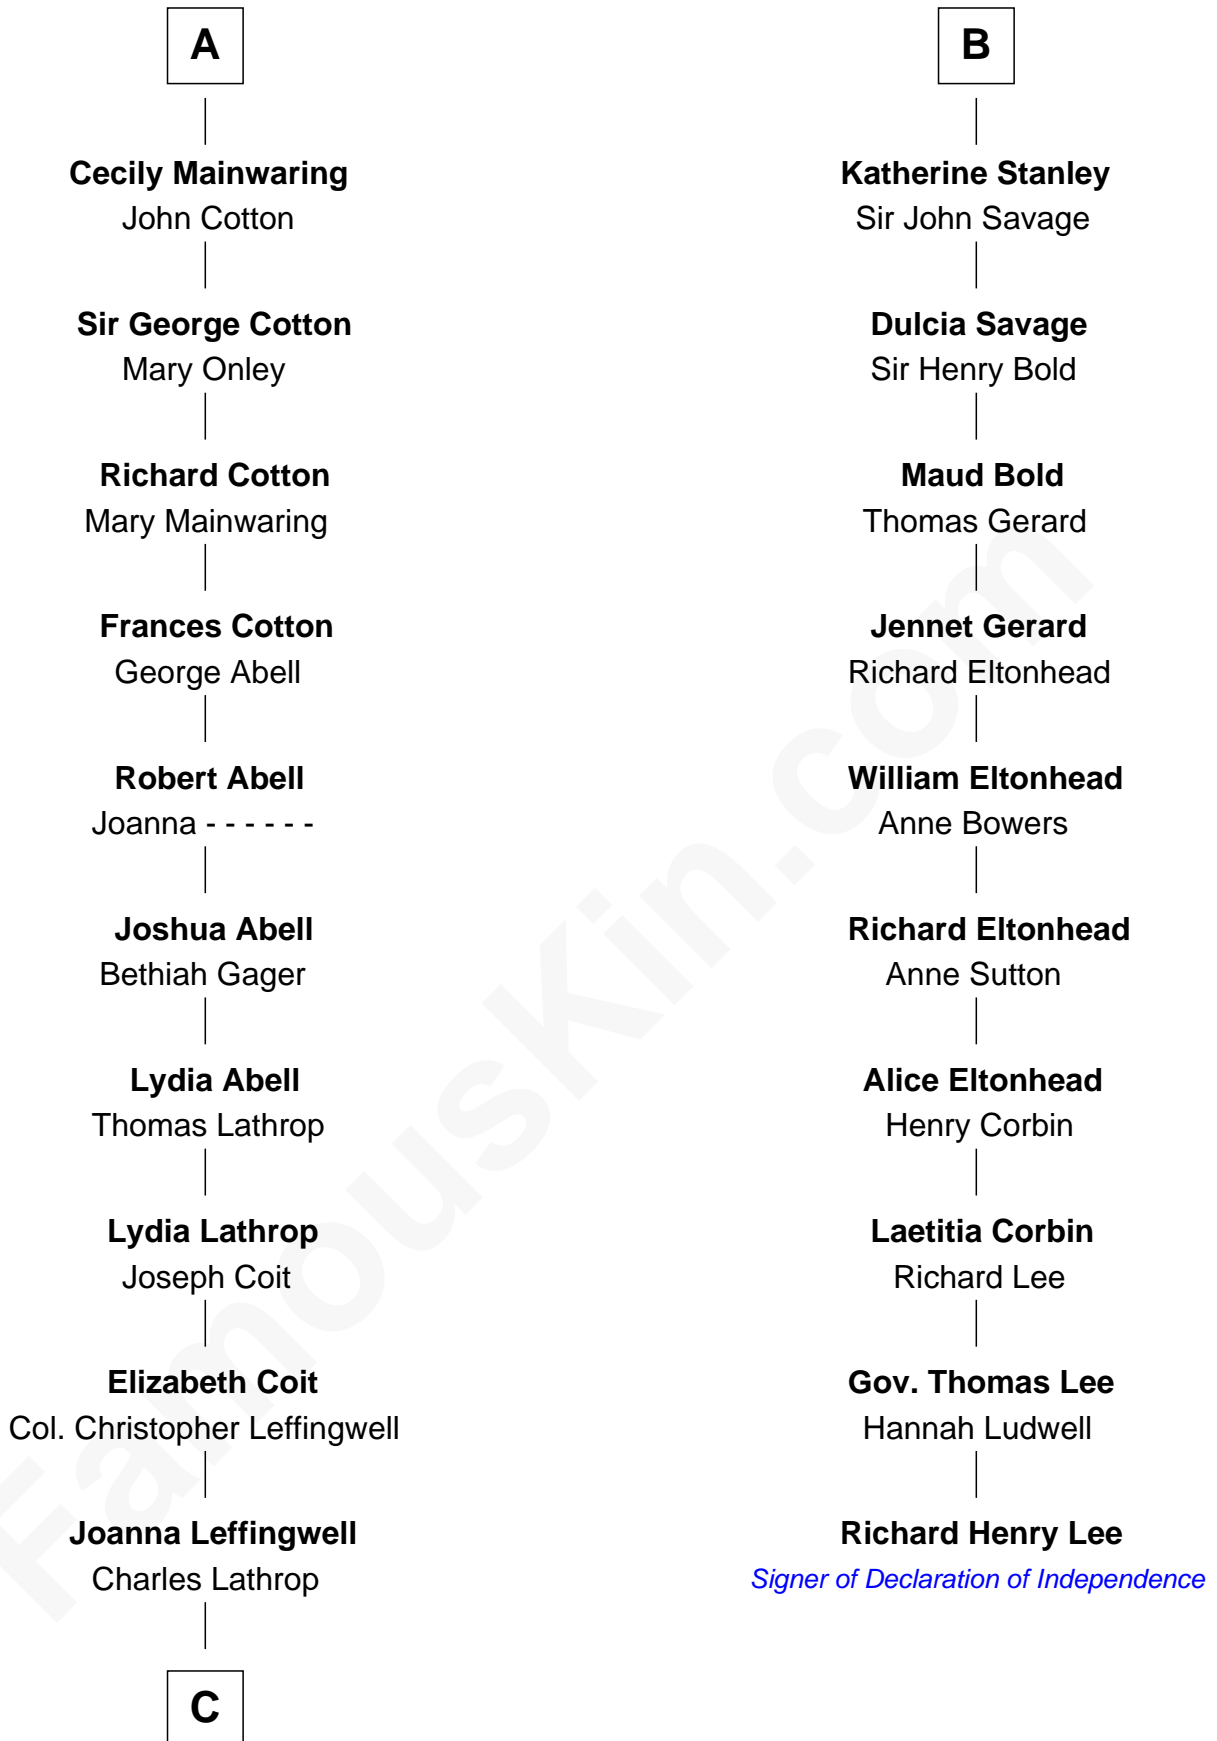 A
Cecily Mainwaring
John Cotton
Sir George Cotton
Mary Onley
Richard Cotton
Mary Mainwaring
Frances Cotton
George Abell
Robert Abell
Joanna - - - - - -
Joshua Abell
Bethiah Gager
Lydia Abell
Thomas Lathrop
Lydia Lathrop
Joseph Coit
Elizabeth Coit
Col. Christopher Leffingwell
Joanna Leffingwell
Charles Lathrop
C
B
Katherine Stanley
Sir John Savage
Dulcia Savage
Sir Henry Bold
Maud Bold
Thomas Gerard
Jennet Gerard
Richard Eltonhead
William Eltonhead
Anne Bowers
Richard Eltonhead
Anne Sutton
Alice Eltonhead
Henry Corbin
Laetitia Corbin
Richard Lee
Gov. Thomas Lee
Hannah Ludwell
Richard Henry Lee
Signer of Declaration of Independence
FamousKin.com